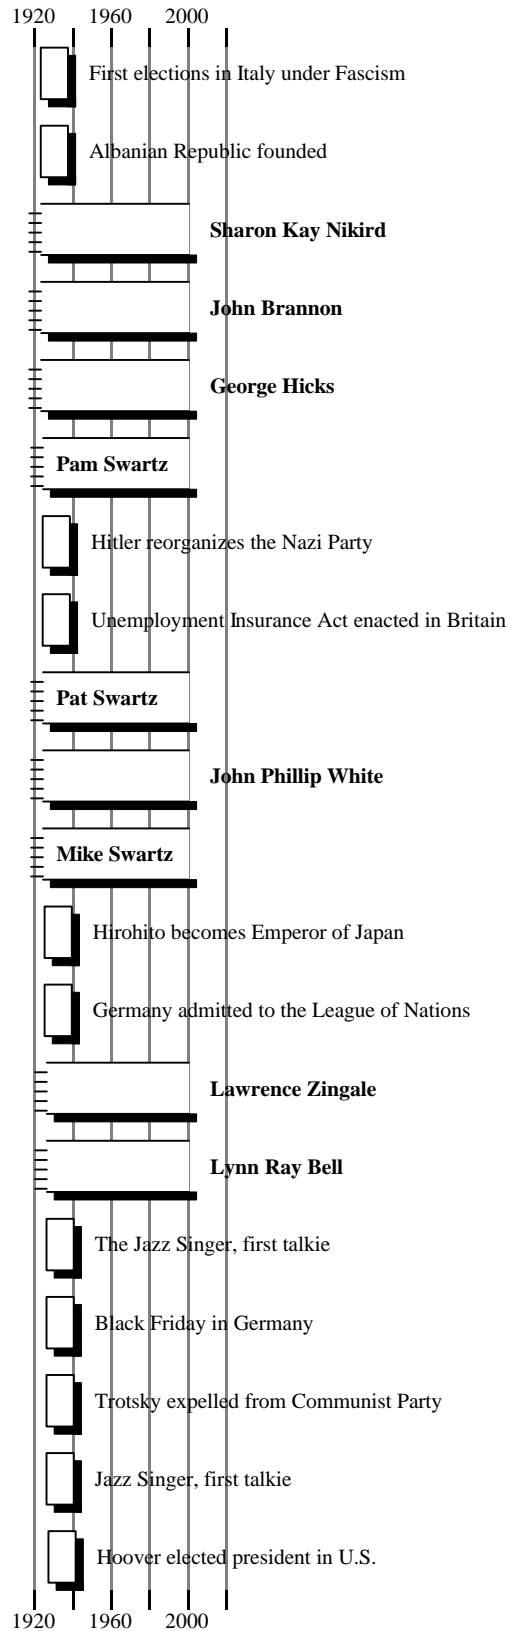 1920 1960 2000
First elections in Italy under Fascism
Albanian Republic founded
Sharon Kay Nikird
John Brannon
George Hicks
Pam Swartz
Hitler reorganizes the Nazi Party
Unemployment Insurance Act enacted in Britain
Pat Swartz
John Phillip White
Mike Swartz
Hirohito becomes Emperor of Japan
Germany admitted to the League of Nations
Lawrence Zingale
Lynn Ray Bell
The Jazz Singer, first talkie
Black Friday in Germany
Trotsky expelled from Communist Party
Jazz Singer, first talkie
Hoover elected president in U.S.
1920 1960 2000